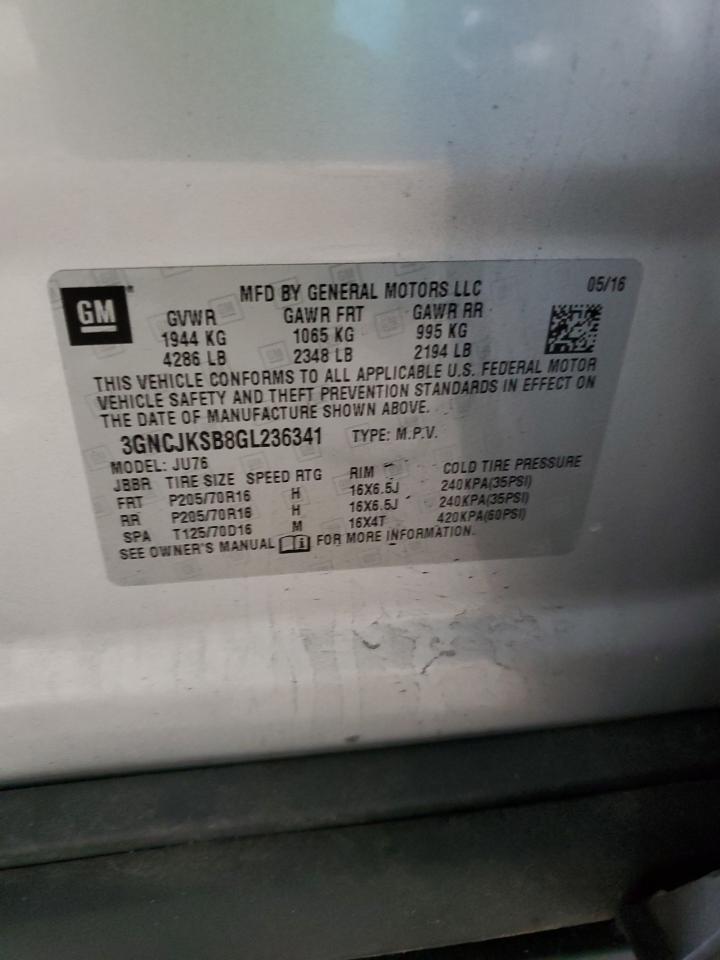 GM
MFD BY GENERAL MOTORS LLC 05/16
GVWR GAWR FRT GAWR RR
1944 KG 1065 KG 995 KG
4286 LB 2348 LB 2194 LB
THIS VEHICLE CONFORMS TO ALL APPLICABLE U.S. FEDERAL MOTOR
VEHICLE SAFETY AND THEFT PREVENTION STANDARDS IN EFFECT ON
THE DATE OF MANUFACTURE SHOWN ABOVE.
3GNCJKSB8GL236341 TYPE: M.P.V.
MODEL: JU76
JBBR TIRE SIZE SPEED RTG RIM COLD TIRE PRESSURE
FRT P205/70R16 H 16X6.5J 240KPA(35PSI)
RR P205/70R16 H 16X6.5J 240KPA(35PSI)
SPA T125/70D16 M 16X4T 420KPA(60PSI)
SEE OWNER'S MANUAL FOR MORE INFORMATION.